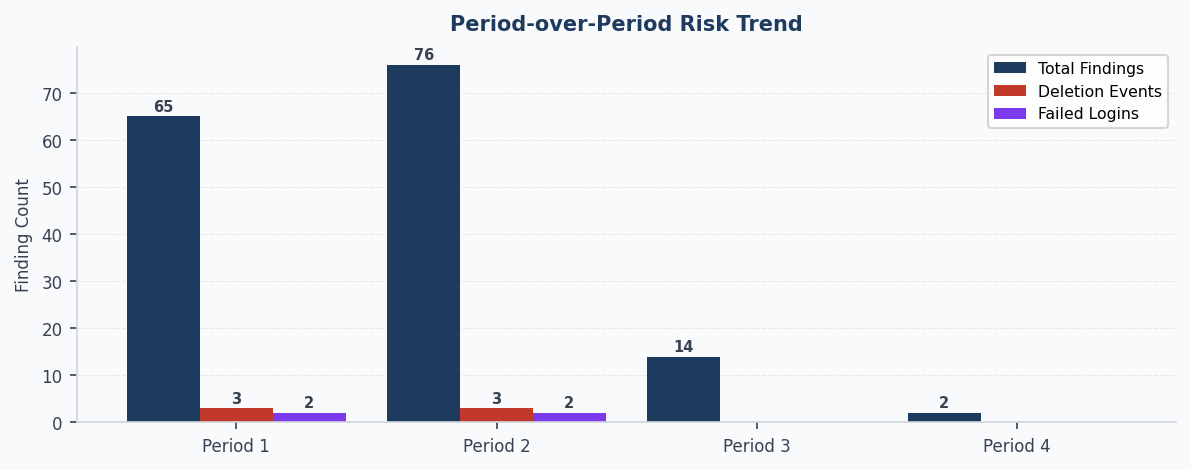 Period-over-Period Risk Trend
Total Findings
Deletion Events
Failed Logins
Finding Count
70
60
50
40
30
20
10
0
65
3
2
76
3
2
14
2
Period 1
Period 2
Period 3
Period 4